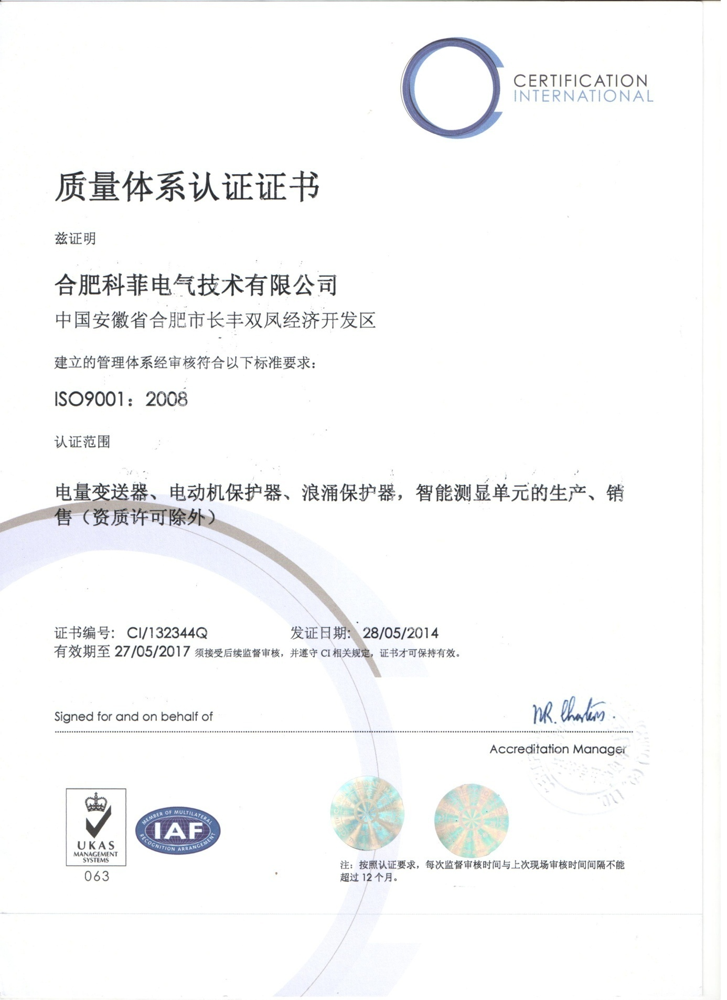 CERTIFICATION
INTERNATIONAL
质量体系认证证书
兹证明
合肥科菲电气技术有限公司
中国安徽省合肥市长丰双凤经济开发区
建立的管理体系经审核符合以下标准要求：
ISO9001：2008
认证范围
电量变送器、电动机保护器、浪涌保护器，智能测显单元的生产、销
售（资质许可除外）
证书编号： CI/132344Q 发证日期: 28/05/2014
有效期至 27/05/2017 须接受后续监督审核，并遵守 CI 相关规定，证书才可保持有效。
Signed for and on behalf of
Accreditation Manager
UKAS
MANAGEMENT
SYSTEMS
063
MEMBER OF MULTILATERAL
IAF
RECOGNITION ARRANGEMENT
注：按照认证要求，每次监督审核时间与上次现场审核时间间隔不能
超过 12 个月。